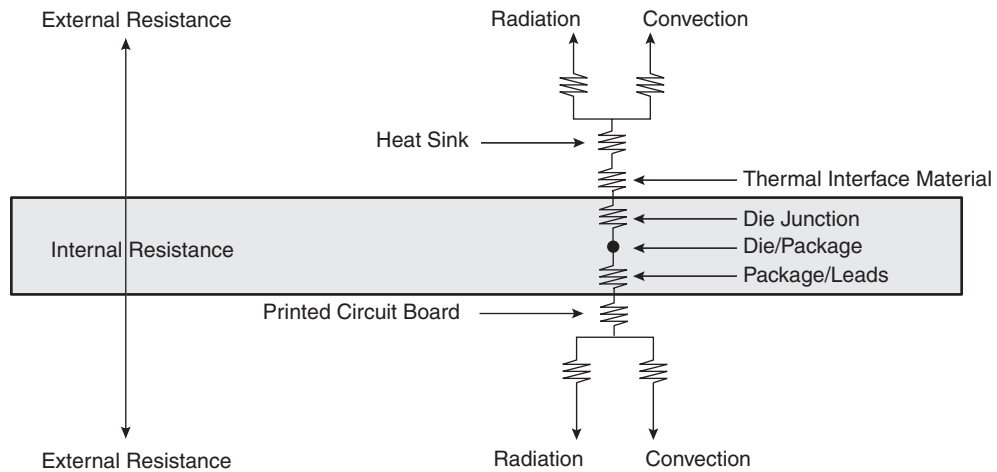 External Resistance
Radiation
Convection
Heat Sink
Thermal Interface Material
Die Junction
Internal Resistance
Die/Package
Package/Leads
Printed Circuit Board
External Resistance
Radiation
Convection